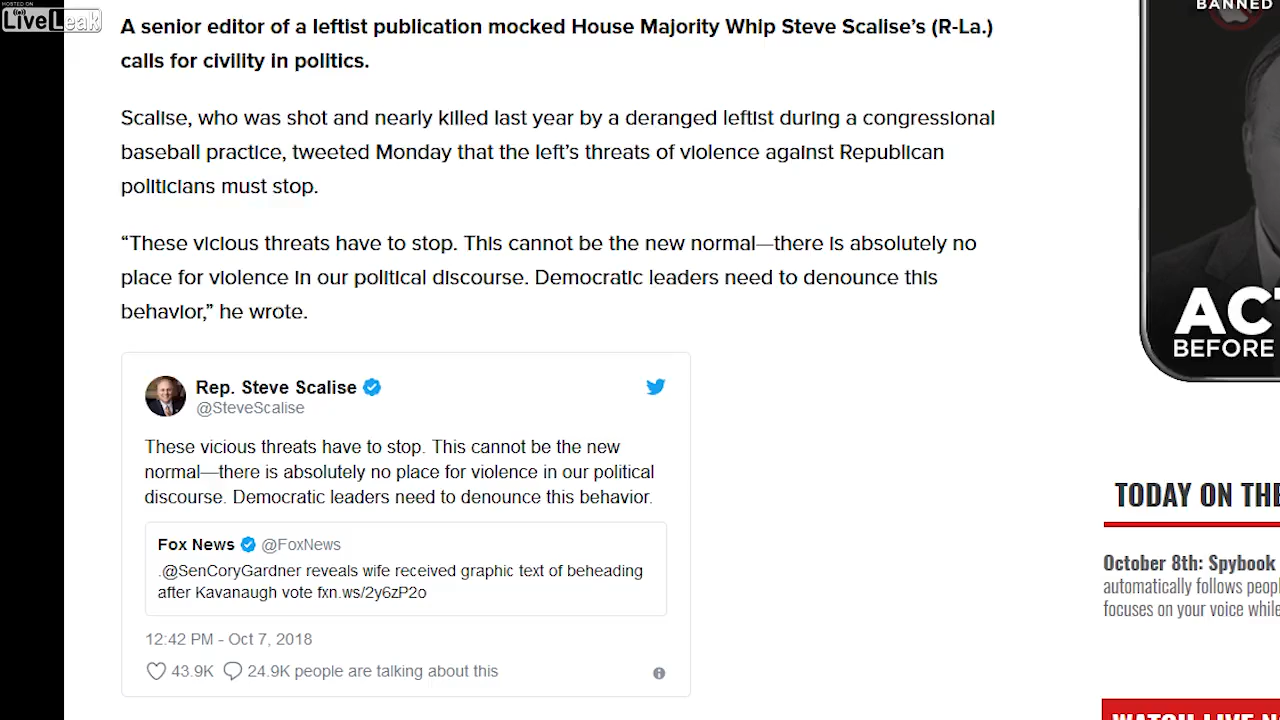 HOSTED ON
LiveLeak
BANNED
A senior editor of a leftist publication mocked House Majority Whip Steve Scalise’s (R-La.)
calls for civility in politics.
Scalise, who was shot and nearly killed last year by a deranged leftist during a congressional
baseball practice, tweeted Monday that the left’s threats of violence against Republican
politicians must stop.
“These vicious threats have to stop. This cannot be the new normal—there is absolutely no
place for violence in our political discourse. Democratic leaders need to denounce this
behavior,” he wrote.
Rep. Steve Scalise
@SteveScalise
These vicious threats have to stop. This cannot be the new
normal—there is absolutely no place for violence in our political
discourse. Democratic leaders need to denounce this behavior.
Fox News @FoxNews
.@SenCoryGardner reveals wife received graphic text of beheading
after Kavanaugh vote fxn.ws/2y6zP2o
12:42 PM - Oct 7, 2018
43.9K 24.9K people are talking about this
ACT
BEFORE
TODAY ON THE
October 8th: Spybook
automatically follows peopl
focuses on your voice while
WATCH LIVE N